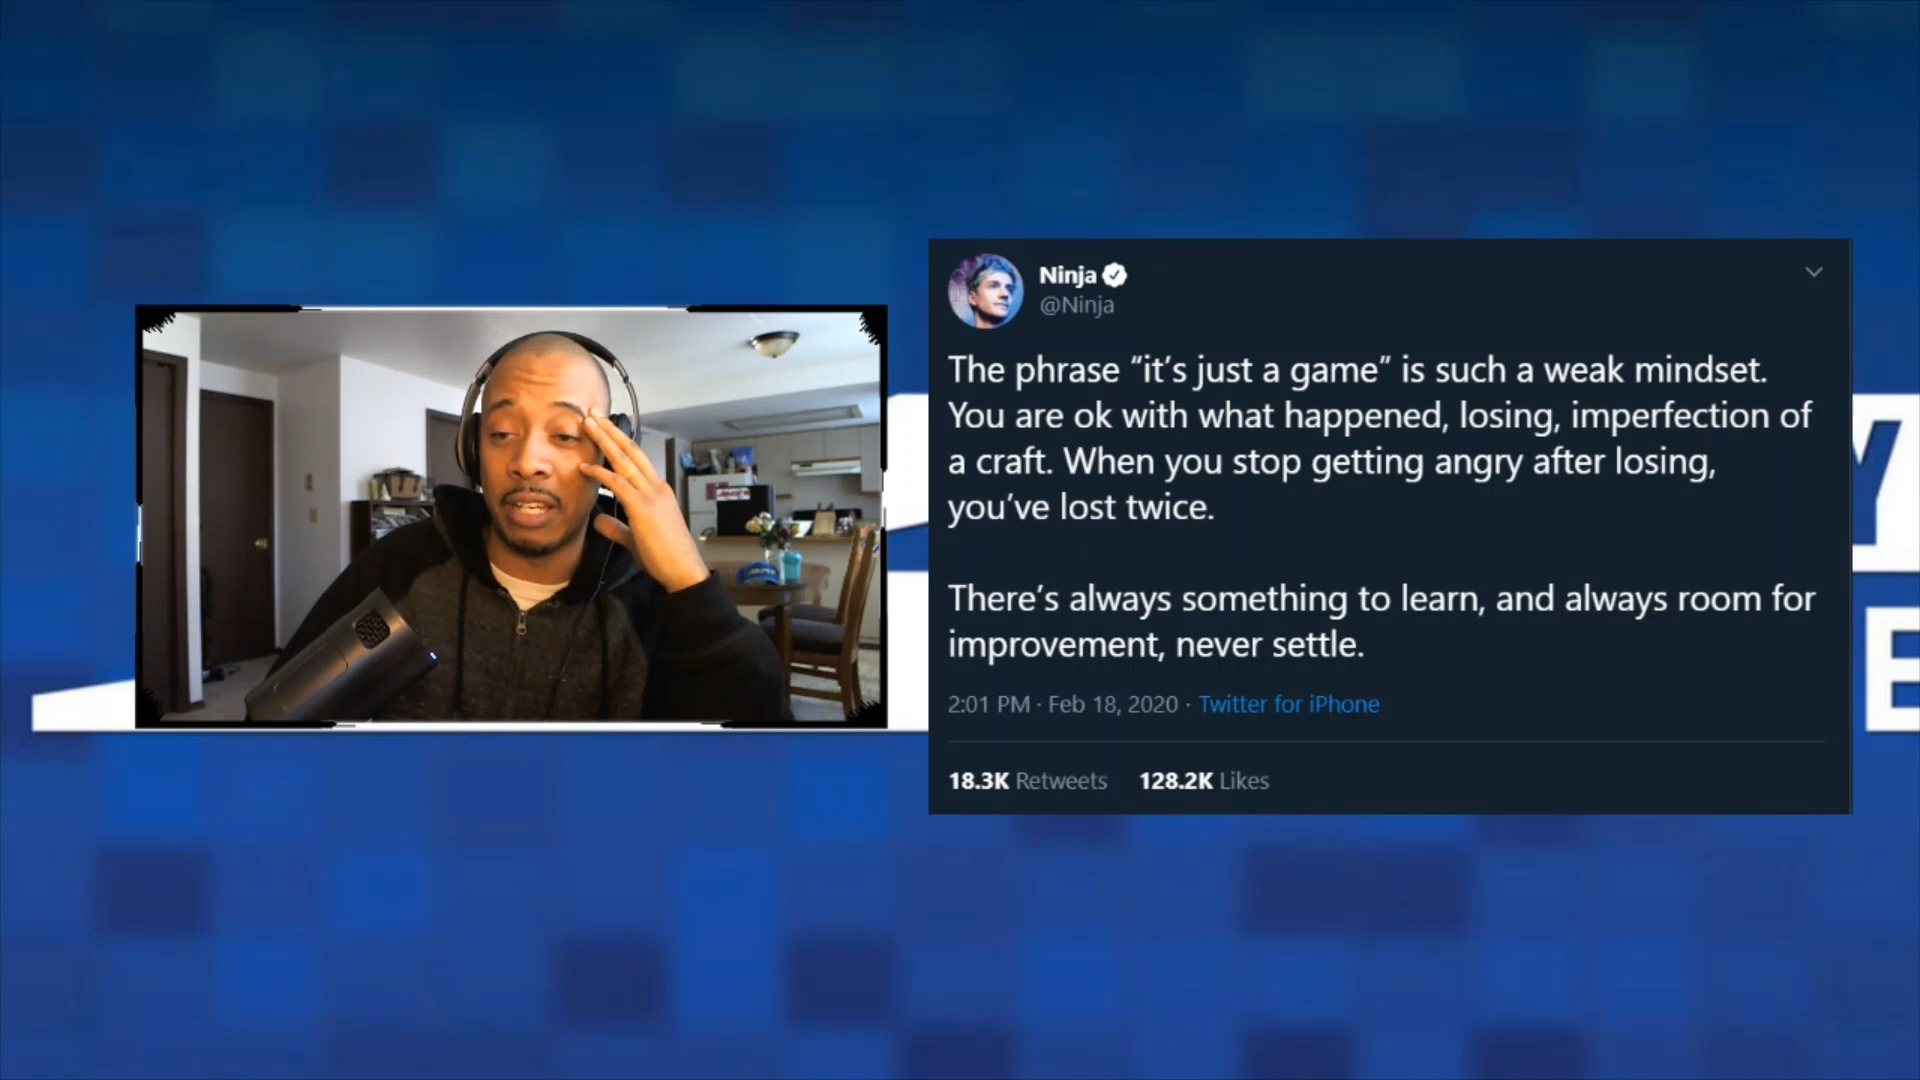 Ninja
@Ninja
The phrase “it’s just a game” is such a weak mindset.
You are ok with what happened, losing, imperfection of
a craft. When you stop getting angry after losing,
you’ve lost twice.
There’s always something to learn, and always room for
improvement, never settle.
2:01 PM · Feb 18, 2020 · Twitter for iPhone
18.3K Retweets 128.2K Likes
Y
E